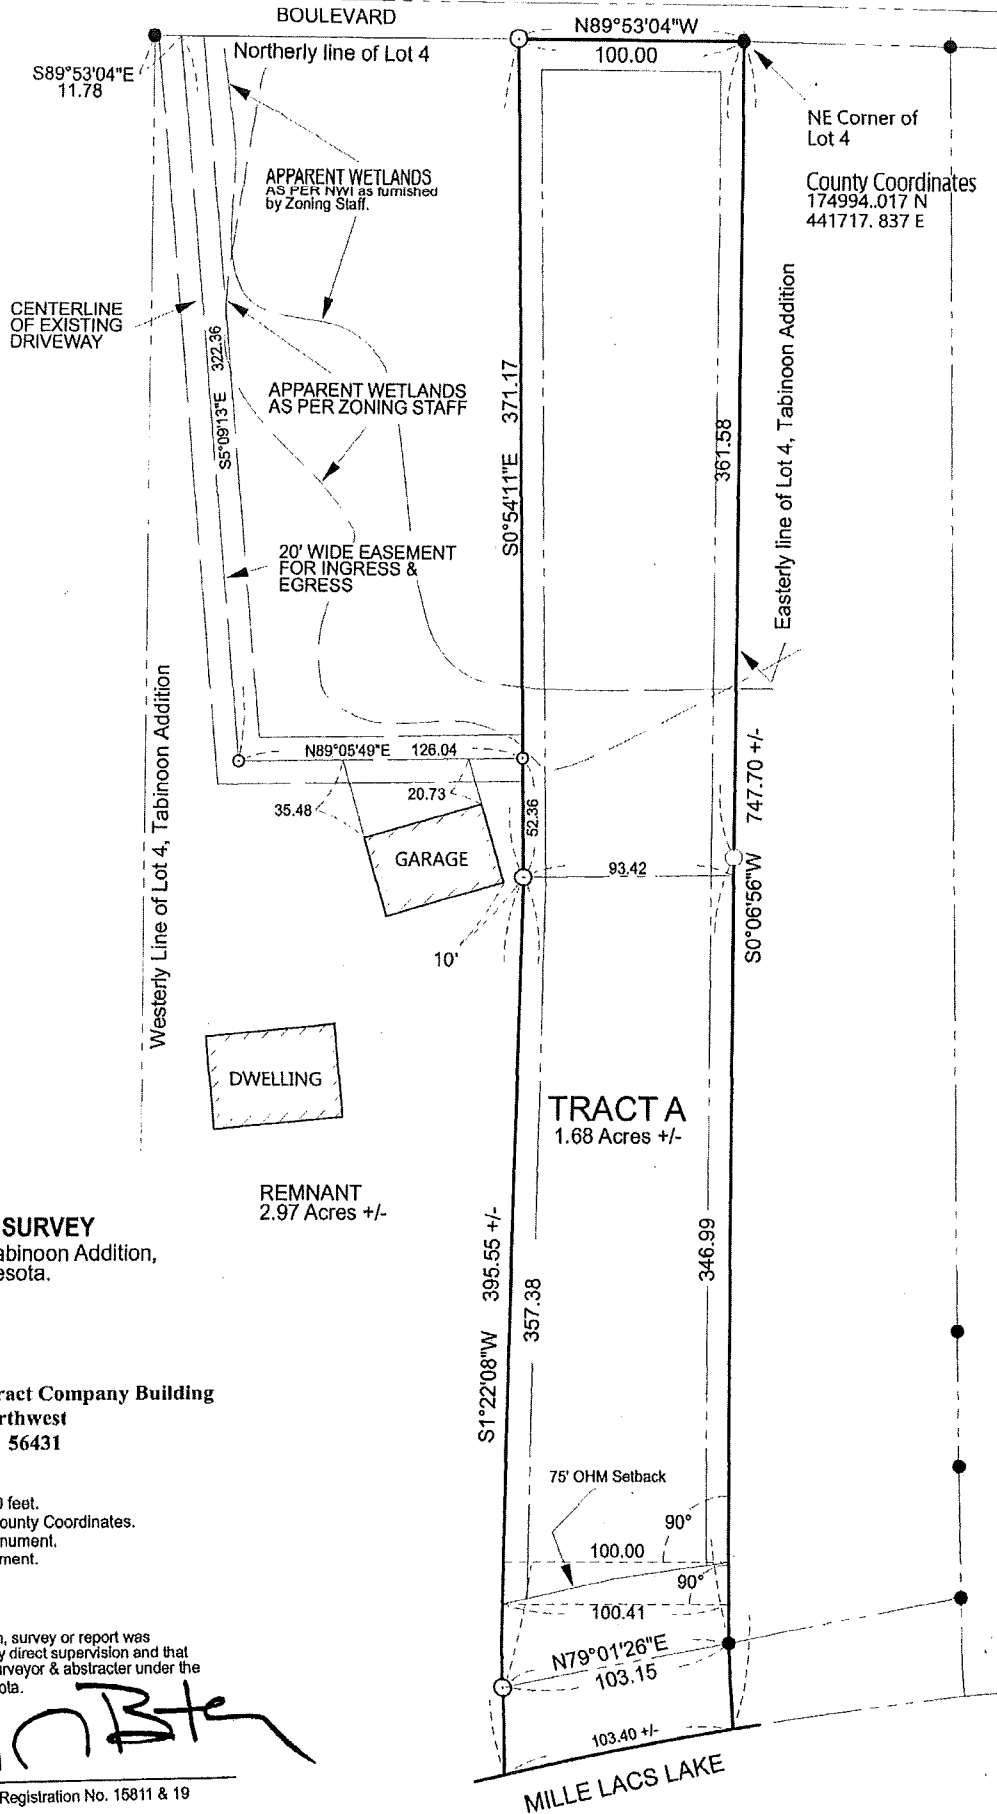 BOULEVARD
N89°53'04"W
100.00
Northerly line of Lot 4
S89°53'04"E
11.78
NE Corner of
Lot 4
County Coordinates
174994..017 N
441717. 837 E
APPARENT WETLANDS
AS PER NWI as furnished
by Zoning Staff.
CENTERLINE
OF EXISTING
DRIVEWAY
S5°09'13"E 322.36
APPARENT WETLANDS
AS PER ZONING STAFF
S0°54'11"E 371.17
361.58
Easterly line of Lot 4, Tabinoon Addition
20' WIDE EASEMENT
FOR INGRESS &
EGRESS
Westerly Line of Lot 4, Tabinoon Addition
N89°05'49"E 126.04
35.48
20.73
52.36
GARAGE
93.42
S0°06'56"W 747.70 +/-
10'
DWELLING
TRACT A
1.68 Acres +/-
REMNANT
2.97 Acres +/-
SURVEY
abinoon Addition,
esota.
S1°22'08"W 395.55 +/-
357.38
346.99
ract Company Building
rthwest
56431
75' OHM Setback
90°
100.00
90°
100.41
0 feet.
ounty Coordinates.
nument.
ment.
N79°01'26"E
103.15
n, survey or report was
y direct supervision and that
urveyor & abstracter under the
ota.
103.40 +/-
MILLE LACS LAKE
Registration No. 15811 & 19